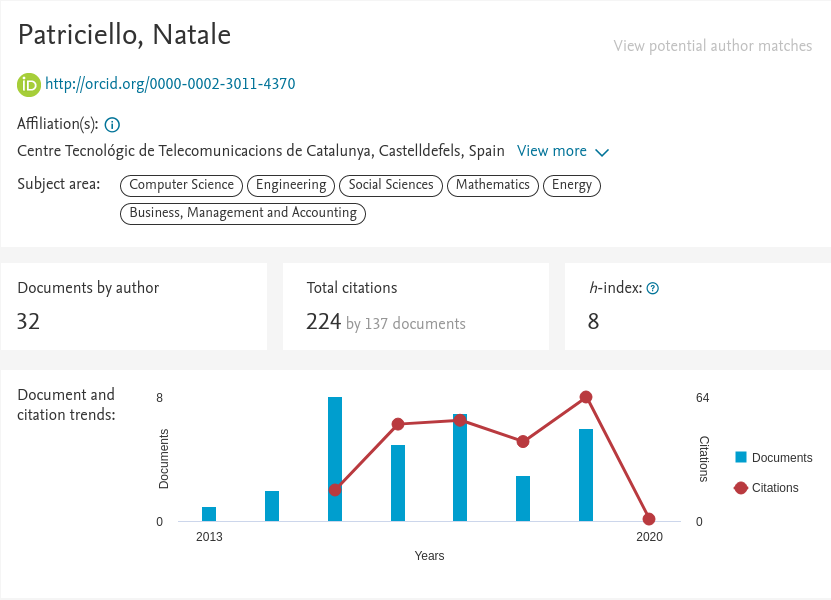 Patriciello, Natale
View potential author matches
iD http://orcid.org/0000-0002-3011-4370
Affiliation(s): i
Centre Tecnológic de Telecomunicacions de Catalunya, Castelldefels, Spain View more
Subject area: Computer Science Engineering Social Sciences Mathematics Energy
Business, Management and Accounting
Documents by author
32
Total citations
224 by 137 documents
h-index: ?
8
Document and
citation trends:
8
0
Documents
64
0
Citations
2013
2020
Years
Documents
Citations